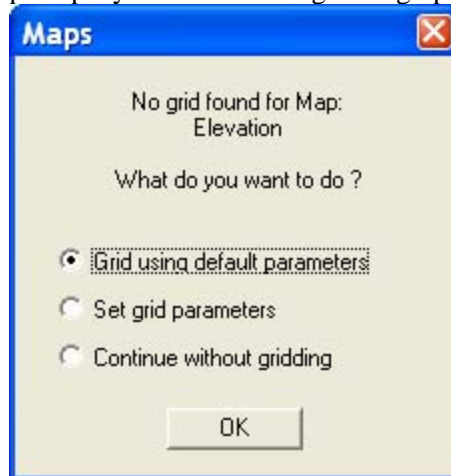 Maps
No grid found for Map:
Elevation
What do you want to do ?
Grid using default parameters
Set grid parameters
Continue without gridding
OK